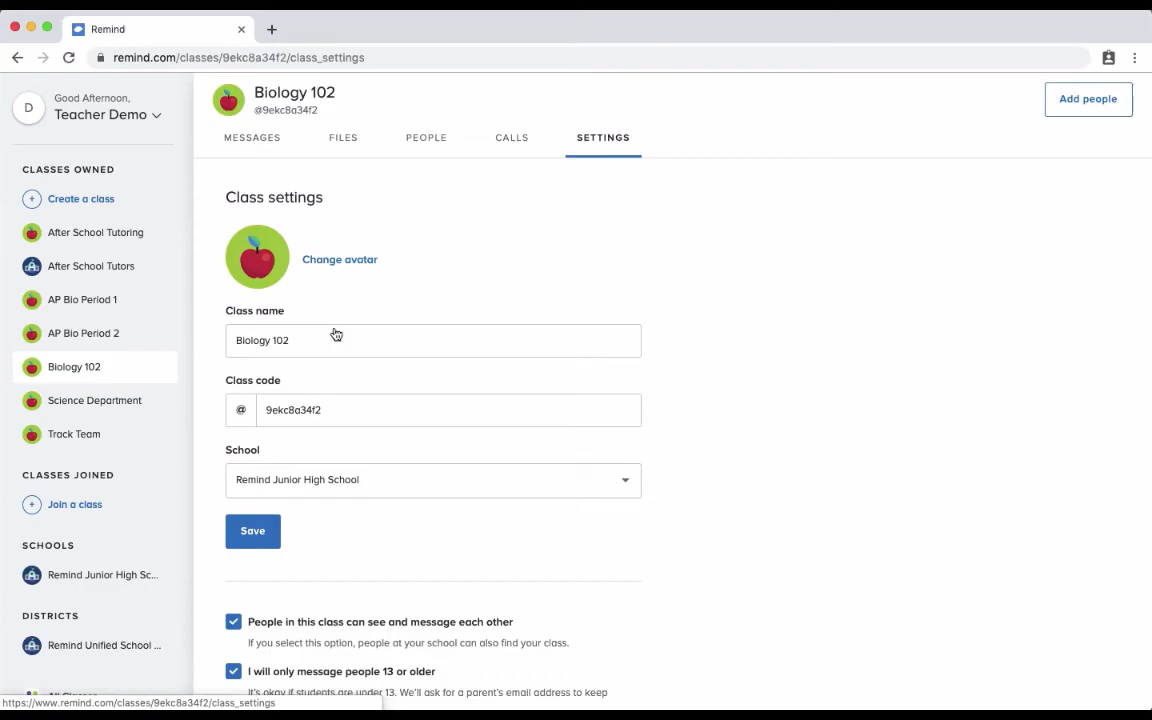 Remind
remind.com/classes/9ekc8a34f2/class_settings
D
Good Afternoon,
Teacher Demo
CLASSES OWNED
Create a class
After School Tutoring
After School Tutors
AP Bio Period 1
AP Bio Period 2
Biology 102
Science Department
Track Team
CLASSES JOINED
Join a class
SCHOOLS
Remind Junior High Sc...
DISTRICTS
Remind Unified School ...
All Classes
https://www.remind.com/classes/9ekc8a34f2/class_settings
Biology 102
@9ekc8a34f2
Add people
MESSAGES FILES PEOPLE CALLS SETTINGS
Class settings
Change avatar
Class name
Biology 102
Class code
@ 9ekc8a34f2
School
Remind Junior High School
Save
People in this class can see and message each other
If you select this option, people at your school can also find your class.
I will only message people 13 or older
It's okay if students are under 13. We'll ask for a parent's email address to keep